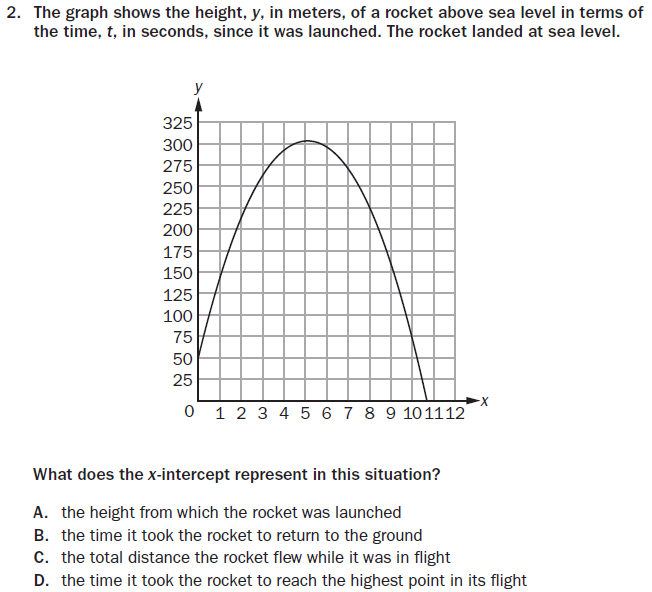 2. The graph shows the height, y, in meters, of a rocket above sea level in terms of
the time, t, in seconds, since it was launched. The rocket landed at sea level.
y
325
300
275
250
225
200
175
150
125
100
75
50
25
x
0 1 2 3 4 5 6 7 8 9 10 11 12
What does the x-intercept represent in this situation?
A. the height from which the rocket was launched
B. the time it took the rocket to return to the ground
C. the total distance the rocket flew while it was in flight
D. the time it took the rocket to reach the highest point in its flight